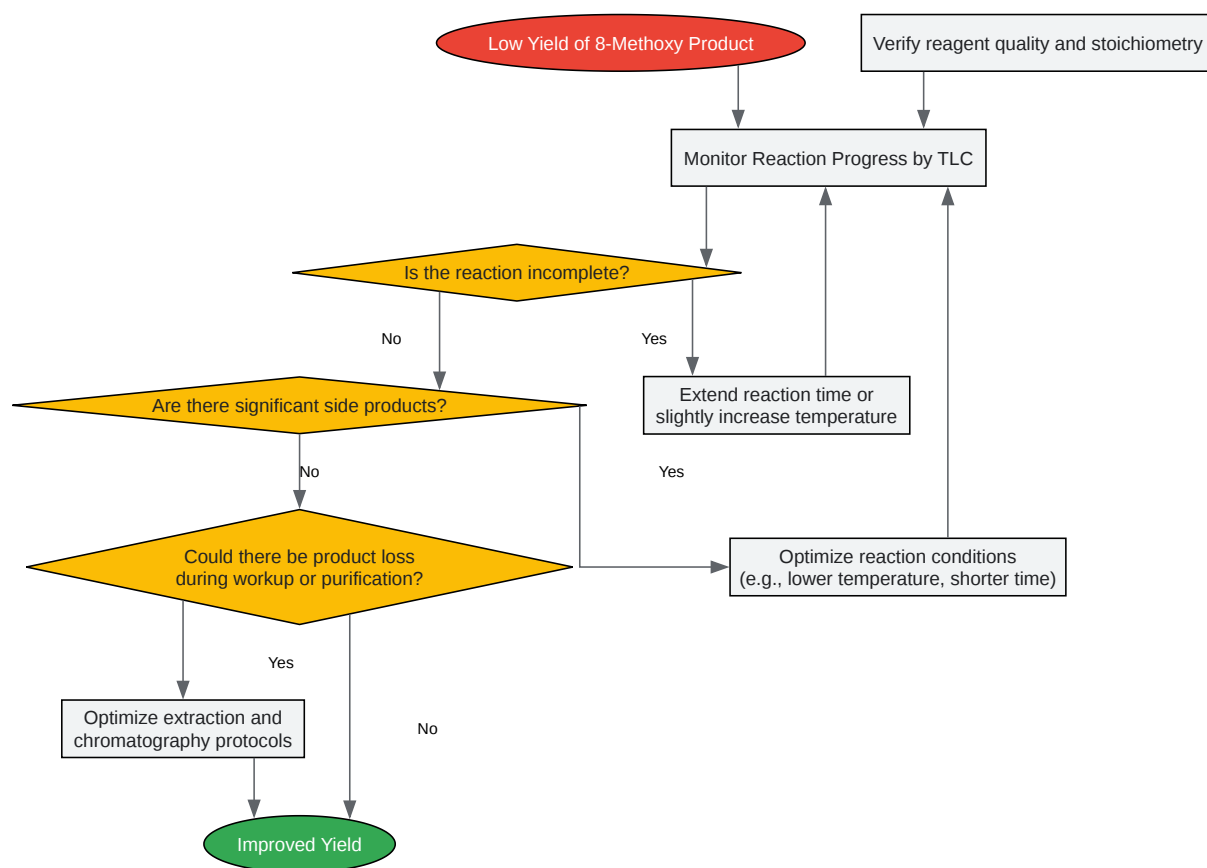 Low Yield of 8-Methoxy Product
Verify reagent quality and stoichiometry
Monitor Reaction Progress by TLC
Is the reaction incomplete?
No
Yes
Are there significant side products?
Extend reaction time or
slightly increase temperature
No
Yes
Could there be product loss
during workup or purification?
Optimize reaction conditions
(e.g., lower temperature, shorter time)
Yes
Optimize extraction and
chromatography protocols
No
Improved Yield